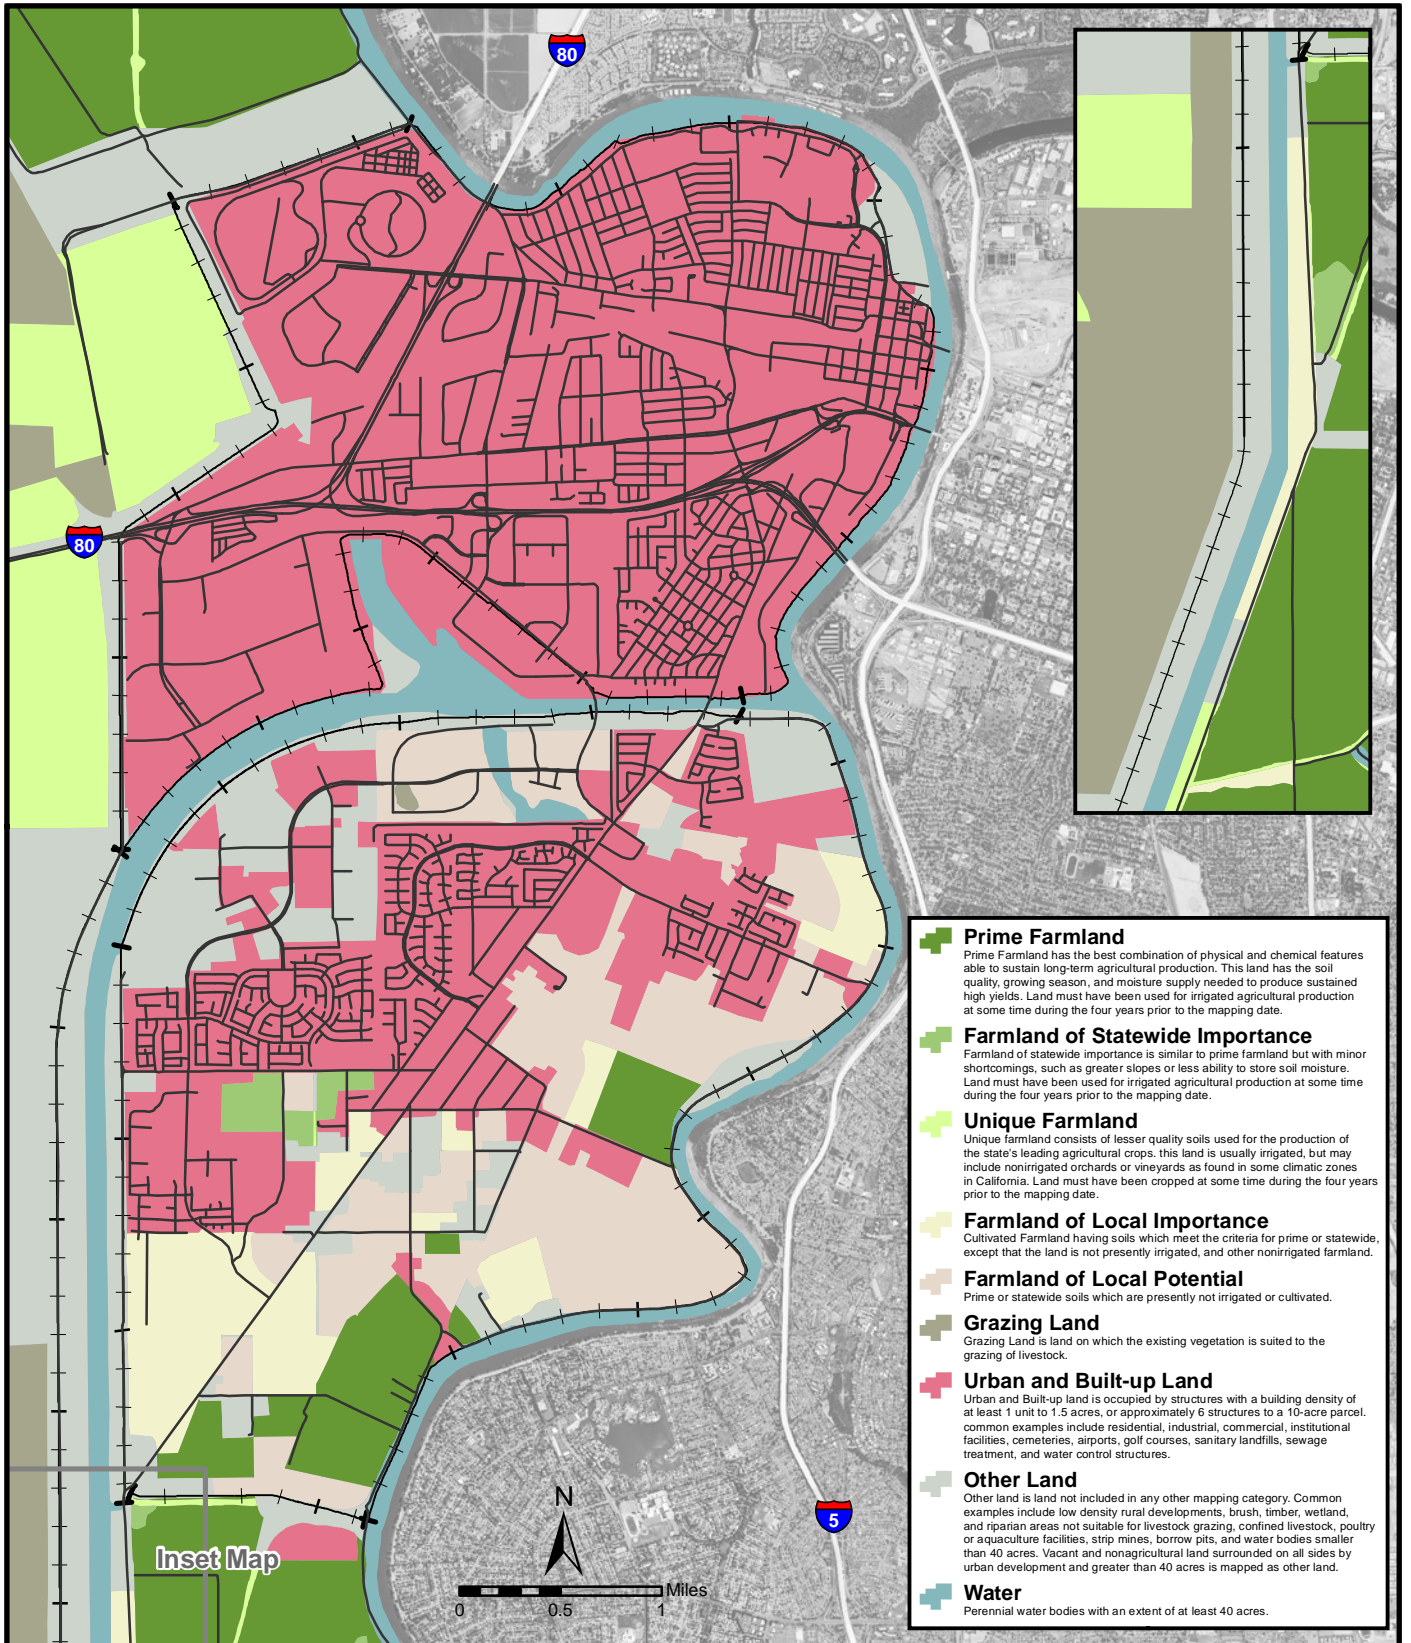 80
80
Prime Farmland
Prime Farmland has the best combination of physical and chemical features
able to sustain long-term agricultural production. This land has the soil
quality, growing season, and moisture supply needed to produce sustained
high yields. Land must have been used for irrigated agricultural production
at some time during the four years prior to the mapping date.
Farmland of Statewide Importance
Farmland of statewide importance is similar to prime farmland but with minor
shortcomings, such as greater slopes or less ability to store soil moisture.
Land must have been used for irrigated agricultural production at some time
during the four years prior to the mapping date.
Unique Farmland
Unique farmland consists of lesser quality soils used for the production of
the state's leading agricultural crops. this land is usually irrigated, but may
include nonirrigated orchards or vineyards as found in some climatic zones
in California. Land must have been cropped at some time during the four years
prior to the mapping date.
Farmland of Local Importance
Cultivated Farmland having soils which meet the criteria for prime or statewide,
except that the land is not presently irrigated, and other nonirrigated farmland.
Farmland of Local Potential
Prime or statewide soils which are presently not irrigated or cultivated.
Grazing Land
Grazing Land is land on which the existing vegetation is suited to the
grazing of livestock.
Urban and Built-up Land
Urban and Built-up land is occupied by structures with a building density of
at least 1 unit to 1.5 acres, or approximately 6 structures to a 10-acre parcel.
common examples include residential, industrial, commercial, institutional
facilities, cemeteries, airports, golf courses, sanitary landfills, sewage
treatment, and water control structures.
Other Land
Other land is land not included in any other mapping category. Common
examples include low density rural developments, brush, timber, wetland,
and riparian areas not suitable for livestock grazing, confined livestock, poultry
or aquaculture facilities, strip mines, borrow pits, and water bodies smaller
than 40 acres. Vacant and nonagricultural land surrounded on all sides by
urban development and greater than 40 acres is mapped as other land.
Water
Perennial water bodies with an extent of at least 40 acres.
5
N
Inset Map
Miles
0 0.5 1